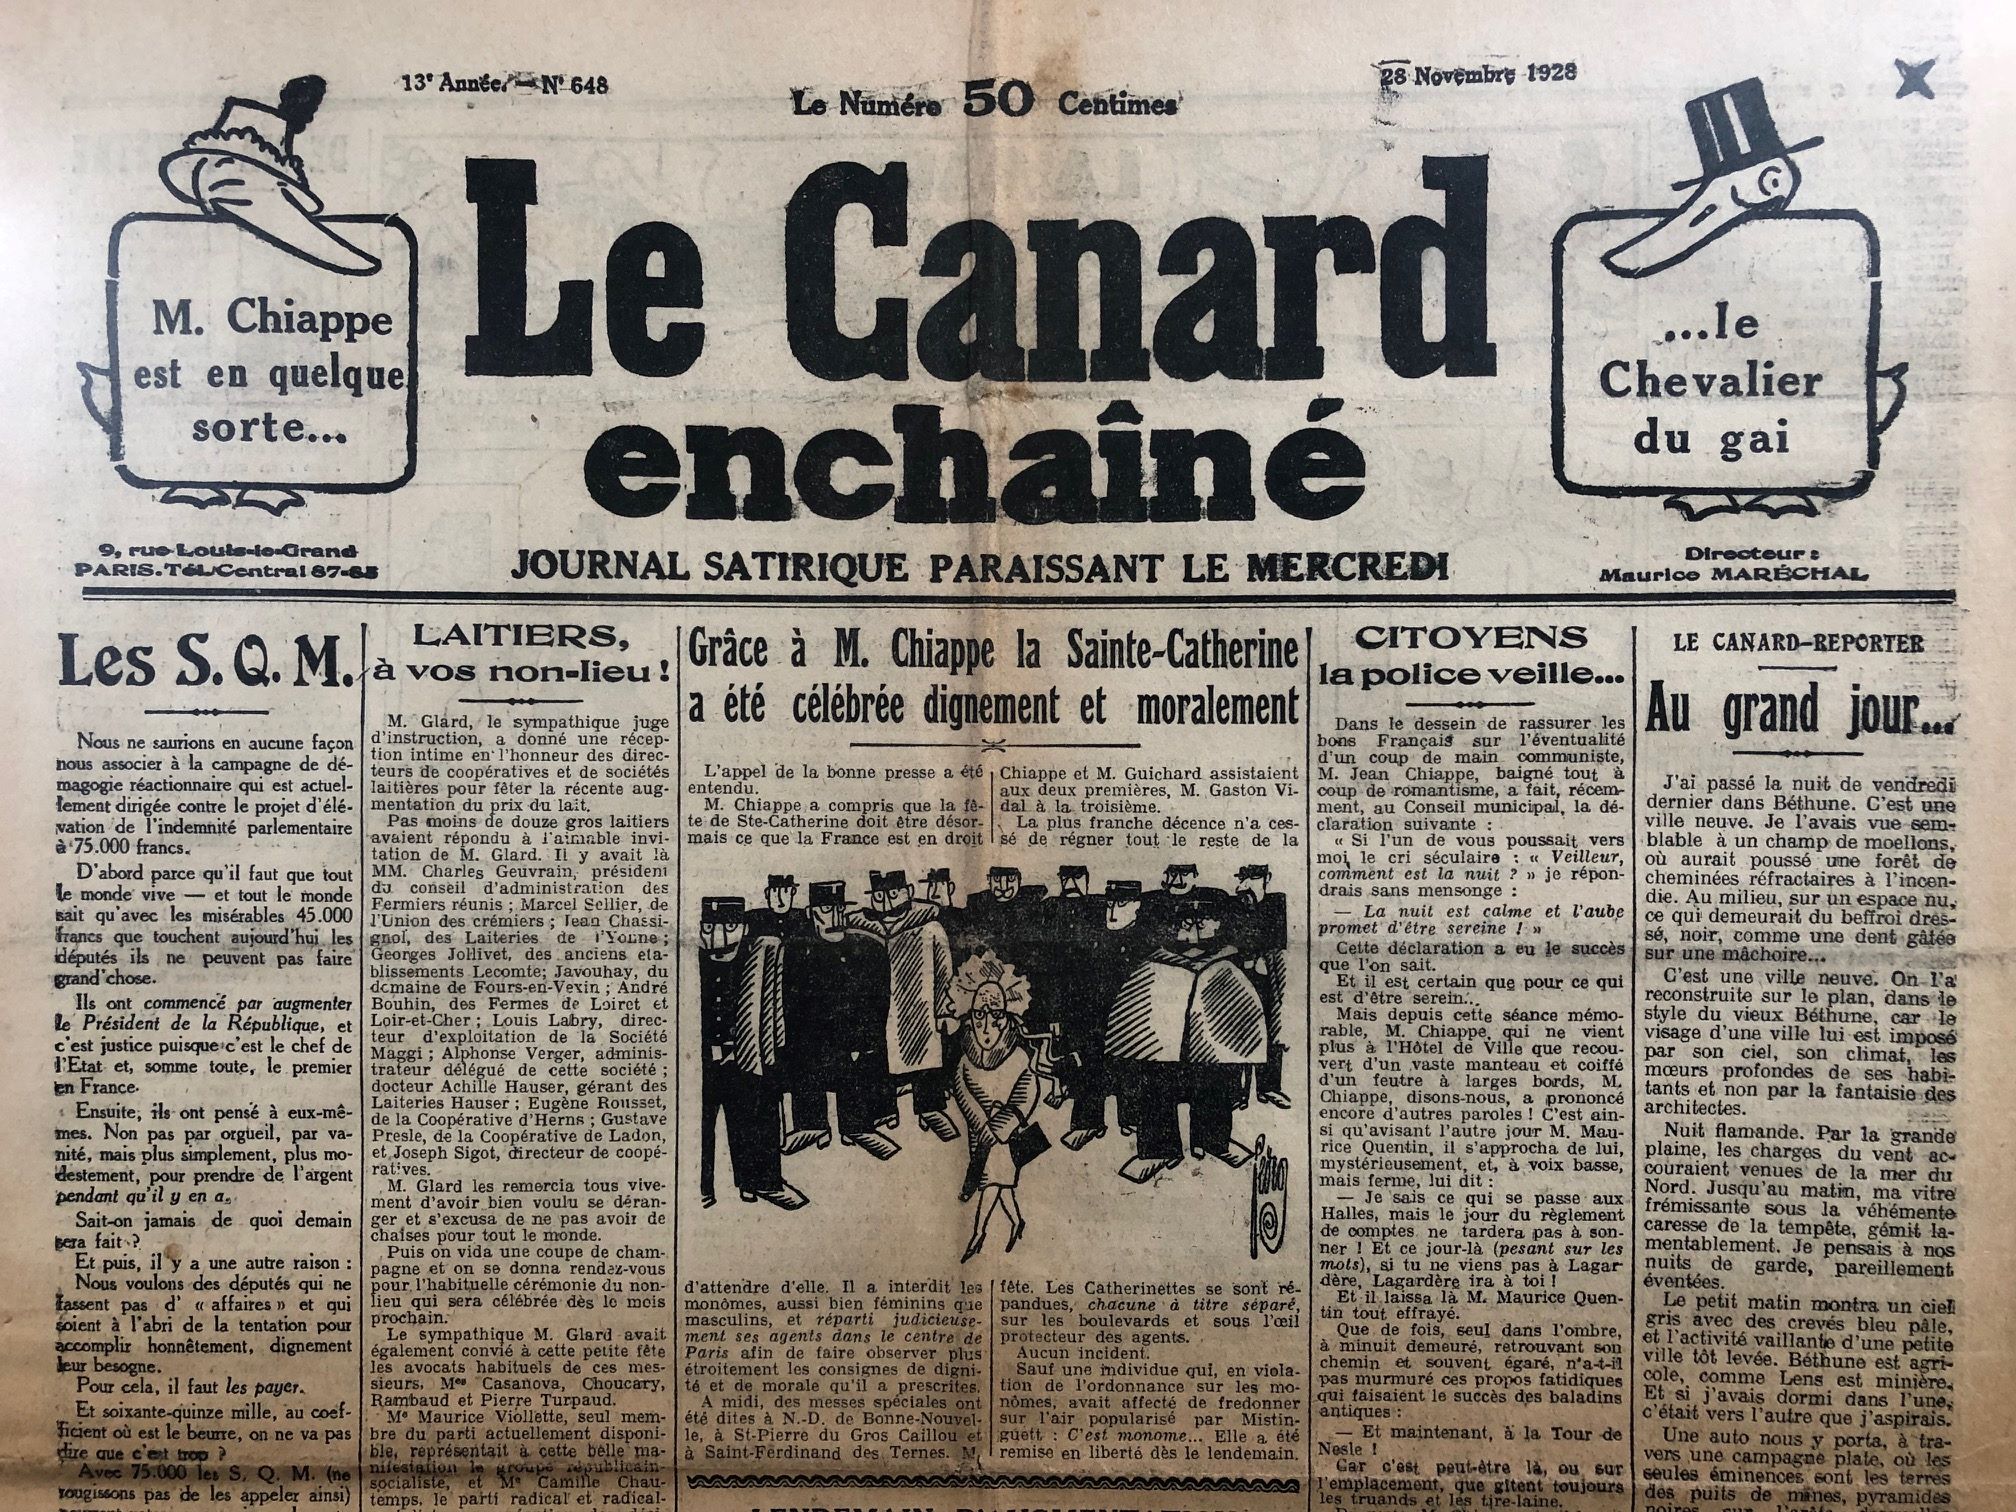 13e Année. — N° 648
Le Numéro 50 Centimes
28 Novembre 1928
M. Chiappe
est en quelque
sorte...
Le Canard
enchaîné
...le
Chevalier
du gai
9, rue Louis-le-Grand
PARIS. Tél. Central 87-65
JOURNAL SATIRIQUE PARAISSANT LE MERCREDI
Directeur :
Maurice MARÉCHAL
Les S. Q. M.
Nous ne saurions en aucune façon
nous associer à la campagne de dé-
magogie réactionnaire qui est actuel-
lement dirigée contre le projet d'élé-
vation de l'indemnité parlementaire
à 75.000 francs.
D'abord parce qu'il faut que tout
le monde vive — et tout le monde
sait qu'avec les misérables 45.000
francs que touchent aujourd'hui les
députés ils ne peuvent pas faire
grand'chose.
Ils ont commencé par augmenter
le Président de la République, et
c'est justice puisque c'est le chef de
l'Etat et, somme toute, le premier
en France.
Ensuite, ils ont pensé à eux-mê-
mes. Non pas par orgueil, par va-
nité, mais plus simplement, plus mo-
destement, pour prendre de l'argent
pendant qu'il y en a.
Sait-on jamais de quoi demain
sera fait ?
Et puis, il y a une autre raison :
Nous voulons des députés qui ne
fassent pas d' « affaires » et qui
soient à l'abri de la tentation pour
accomplir honnêtement, dignement
leur besogne.
Pour cela, il faut les payer.
Et soixante-quinze mille, au coef-
ficient où est le beurre, on ne va pas
dire que c'est trop ?
Avec 75.000 les S. Q. M. (ne
rougissons pas de les appeler ainsi)
LAITIERS,
à vos non-lieu !
M. Glard, le sympathique juge
d'instruction, a donné une récep-
tion intime en l'honneur des direc-
teurs de coopératives et de sociétés
laitières pour fêter la récente aug-
mentation du prix du lait.
Pas moins de douze gros laitiers
avaient répondu à l'aimable invi-
tation de M. Glard. Il y avait là
MM. Charles Geuvrain, président
du conseil d'administration des
Fermiers réunis ; Marcel Sellier, de
l'Union des crémiers ; Jean Chassi-
gnol, des Laiteries de l'Yonne ;
Georges Jollivet, des anciens éta-
blissements Lecomte; Javouhay, du
domaine de Fours-en-Vexin ; André
Bouhin, des Fermes de Loiret et
Loir-et-Cher ; Louis Labry, direc-
teur d'exploitation de la Société
Maggi ; Alphonse Verger, adminis-
trateur délégué de cette société ;
docteur Achille Hauser, gérant des
Laiteries Hauser ; Eugène Rousset,
de la Coopérative d'Herns ; Gustave
Presle, de la Coopérative de Ladon,
et Joseph Sigot, directeur de coopé-
ratives.
M. Glard les remercia tous vive-
ment d'avoir bien voulu se déran-
ger et s'excusa de ne pas avoir de
chaises pour tout le monde.
Puis on vida une coupe de cham-
pagne et on se donna rendez-vous
pour l'habituelle cérémonie du non-
lieu qui sera célébrée dès le mois
prochain.
Le sympathique M. Glard avait
également convié à cette petite fête
les avocats habituels de ces mes-
sieurs, Mes Casanova, Choucary,
Rambaud et Pierre Turpaud.
Me Maurice Viollette, seul mem-
bre du parti actuellement disponi-
ble, représentait à cette belle ma-
nifestation le groupe républicain-
socialiste, et Me Camille Chau-
temps, le parti radical et radical-
Grâce à M. Chiappe la Sainte-Catherine
a été célébrée dignement et moralement
L'appel de la bonne presse a été
entendu.
M. Chiappe a compris que la fê-
te de Ste-Catherine doit être désor-
mais ce que la France est en droit
d'attendre d'elle. Il a interdit les
monômes, aussi bien féminins que
masculins, et réparti judicieuse-
ment ses agents dans le centre de
Paris afin de faire observer plus
étroitement les consignes de digni-
té et de morale qu'il a prescrites.
A midi, des messes spéciales ont
été dites à N.-D. de Bonne-Nouvel-
le, à St-Pierre du Gros Caillou et
à Saint-Ferdinand des Ternes. M.
Chiappe et M. Guichard assistaient
aux deux premières, M. Gaston Vi-
dal à la troisième.
La plus franche décence n'a ces-
sé de régner tout le reste de la
fête. Les Catherinettes se sont ré-
pandues, chacune à titre séparé,
sur les boulevards et sous l'œil
protecteur des agents.
Aucun incident.
Sauf une individue qui, en viola-
tion de l'ordonnance sur les mo-
nômes, avait affecté de fredonner
sur l'air popularisé par Mistin-
guett : C'est monome... Elle a été
remise en liberté dès le lendemain.
CITOYENS
la police veille...
Dans le dessein de rassurer les
bons Français sur l'éventualité
d'un coup de main communiste,
M. Jean Chiappe, baigné tout à
coup de romantisme, a fait, récem-
ment, au Conseil municipal, la dé-
claration suivante :
« Si l'un de vous poussait vers
moi le cri séculaire : « Veilleur,
comment est la nuit ? » je répon-
drais sans mensonge :
— La nuit est calme et l'aube
promet d'être sereine ! »
Cette déclaration a eu le succès
que l'on sait.
Et il est certain que pour ce qui
est d'être serein...
Mais depuis cette séance mémo-
rable, M. Chiappe, qui ne vient
plus à l'Hôtel de Ville que recou-
vert d'un vaste manteau et coiffé
d'un feutre à larges bords, M.
Chiappe, disons-nous, a prononcé
encore d'autres paroles ! C'est ain-
si qu'avisant l'autre jour M. Mau-
rice Quentin, il s'approcha de lui,
mystérieusement, et, à voix basse,
mais ferme, lui dit :
— Je sais ce qui se passe aux
Halles, mais le jour du règlement
de comptes ne tardera pas à son-
ner ! Et ce jour-là (pesant sur les
mots), si tu ne viens pas à Lagar-
dère, Lagardère ira à toi !
Et il laissa là M. Maurice Quen-
tin tout effrayé.
Que de fois, seul dans l'ombre,
à minuit demeuré, retrouvant son
chemin et souvent égaré, n'a-t-il
pas murmuré ces propos fatidiques
qui faisaient le succès des baladins
antiques :
— Et maintenant, à la Tour de
Nesle !
Car c'est peut-être là, ou sur
l'emplacement, que gîtent toujours
les truands et les tire-laine.
LE CANARD-REPORTER
Au grand jour...
J'ai passé la nuit de vendredi
dernier dans Béthune. C'est une
ville neuve. Je l'avais vue sem-
blable à un champ de moellons,
où aurait poussé une forêt de
cheminées réfractaires à l'incen-
die. Au milieu, sur un espace nu,
ce qui demeurait du beffroi dres-
sé, noir, comme une dent gâtée
sur une mâchoire...
C'est une ville neuve. On l'a
reconstruite sur le plan, dans le
style du vieux Béthune, car le
visage d'une ville lui est imposé
par son ciel, son climat, les
mœurs profondes de ses habi-
tants et non par la fantaisie des
architectes.
Nuit flamande. Par la grande
plaine, les charges du vent ac-
couraient venues de la mer du
Nord. Jusqu'au matin, ma vitre
frémissante sous la véhémente
caresse de la tempête, gémit la-
mentablement. Je pensais à nos
nuits de garde, pareillement
éventées.
Le petit matin montra un ciel
gris avec des crevés bleu pâle,
et l'activité vaillante d'une petite
ville tôt levée. Béthune est agri-
cole, comme Lens est minière.
Et si j'avais dormi dans l'une,
c'était vers l'autre que j'aspirais.
Une auto nous y porta, à tra-
vers une campagne plate, où les
seules éminences sont les terrés
des puits de mines, pyramides